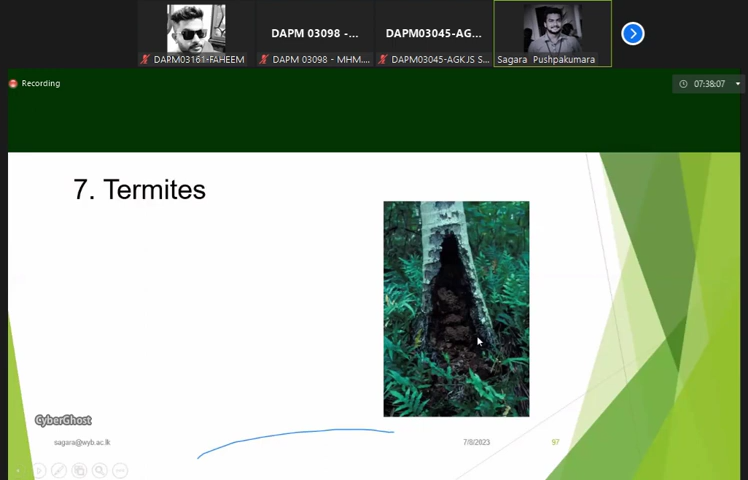 DAPM 03098 - ...
DAPM03045-AG...
DAPM03161-FAHEEM
DAPM 03098 - MHM....
DAPM03045-AGKJS S...
Sagara Pushpakumara
Recording
07:38:07
7. Termites
CyberGhost
sagara@wyb.ac.lk
7/8/2023
97